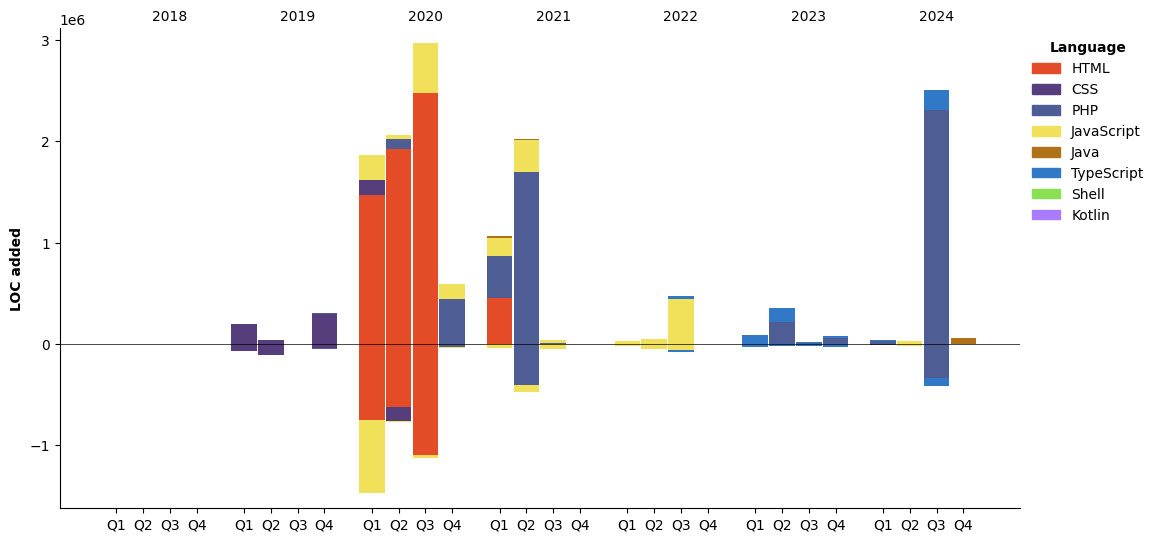 2018 2019 2020 2021 2022 2023 2024
1e6
3
2
1
0
−1
LOC added
Language
HTML
CSS
PHP
JavaScript
Java
TypeScript
Shell
Kotlin
Q1 Q2 Q3 Q4 Q1 Q2 Q3 Q4 Q1 Q2 Q3 Q4 Q1 Q2 Q3 Q4 Q1 Q2 Q3 Q4 Q1 Q2 Q3 Q4 Q1 Q2 Q3 Q4